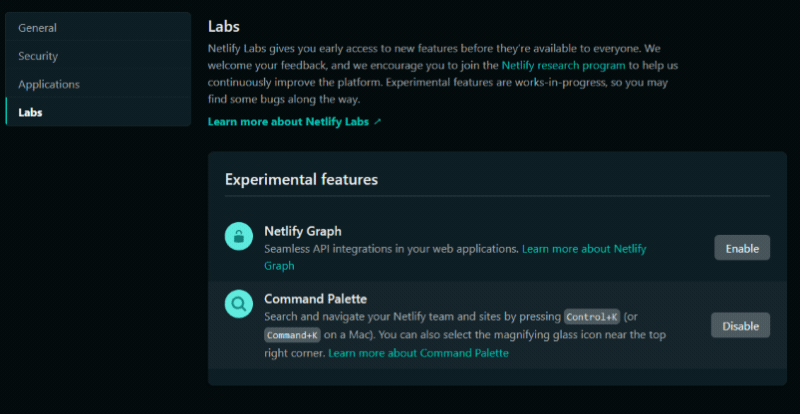 General
Security
Applications
Labs
Labs
Netlify Labs gives you early access to new features before they're available to everyone. We
welcome your feedback, and we encourage you to join the Netlify research program to help us
continuously improve the platform. Experimental features are works-in-progress, so you may
find some bugs along the way.
Learn more about Netlify Labs ↗
Experimental features
Netlify Graph
Seamless API integrations in your web applications. Learn more about Netlify
Graph
Enable
Command Palette
Search and navigate your Netlify team and sites by pressing Control+K (or
Command+K on a Mac). You can also select the magnifying glass icon near the top
right corner. Learn more about Command Palette
Disable